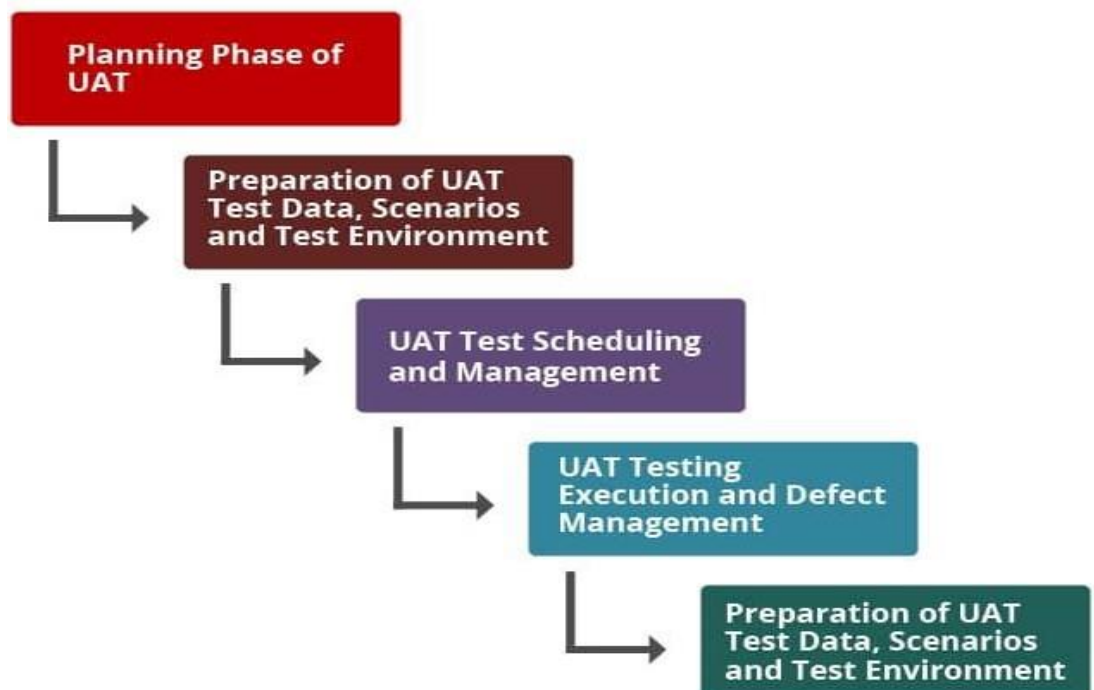 Planning Phase of
UAT
Preparation of UAT
Test Data, Scenarios
and Test Environment
UAT Test Scheduling
and Management
UAT Testing
Execution and Defect
Management
Preparation of UAT
Test Data, Scenarios
and Test Environment